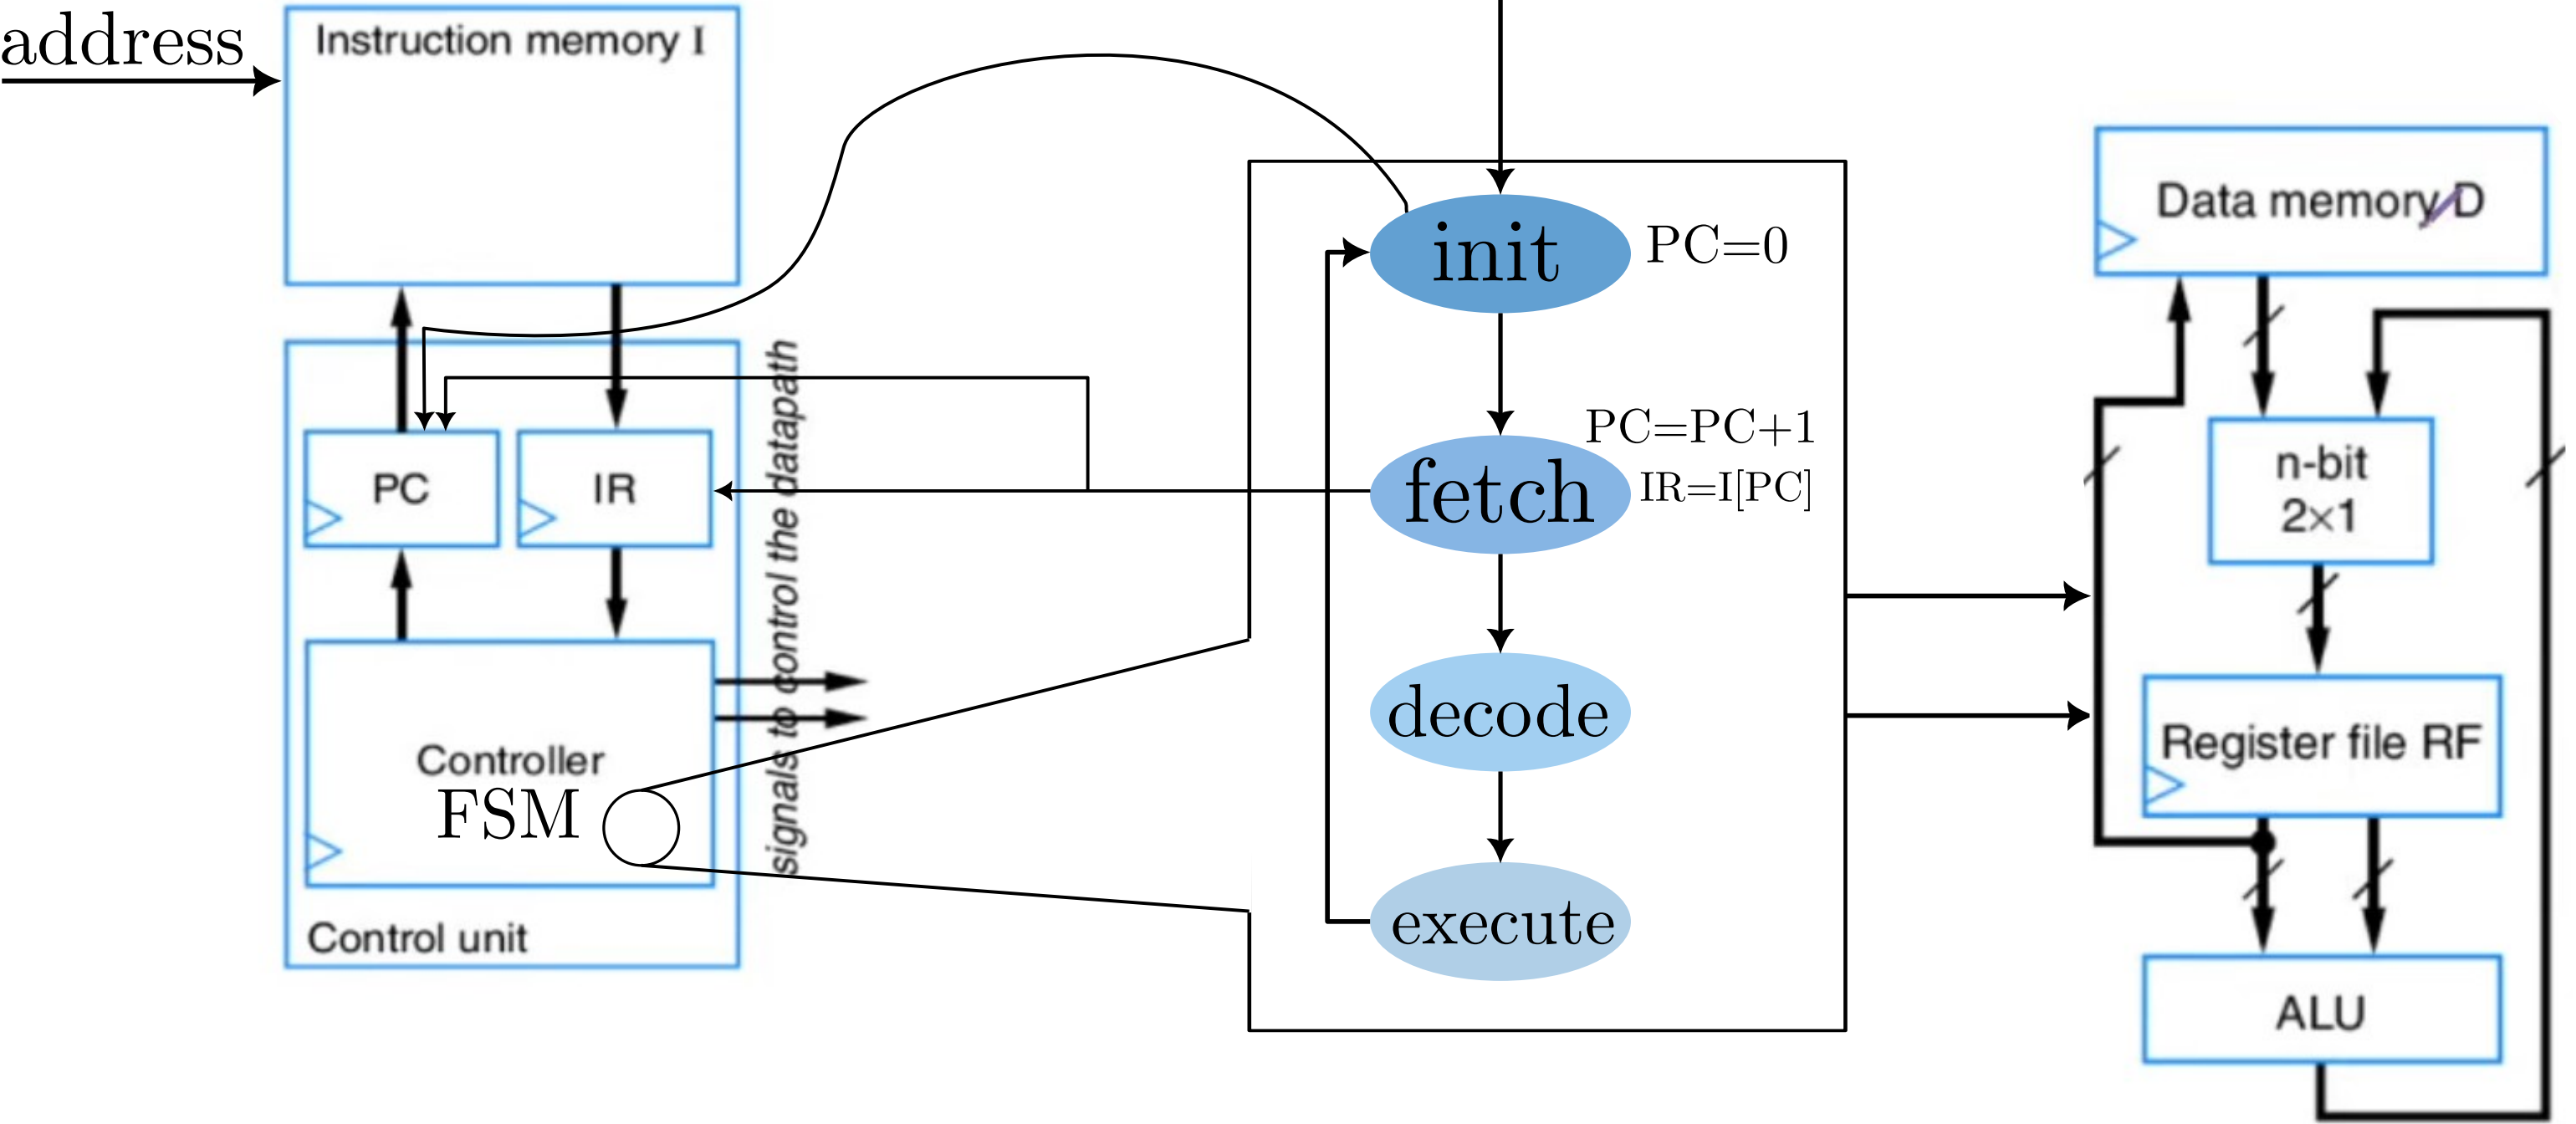 address
Instruction memory I
PC
IR
Controller
FSM
Control unit
signals to control the datapath
init
PC=0
fetch
PC=PC+1
IR=I[PC]
decode
execute
Data memory D
n-bit
2×1
Register file RF
ALU